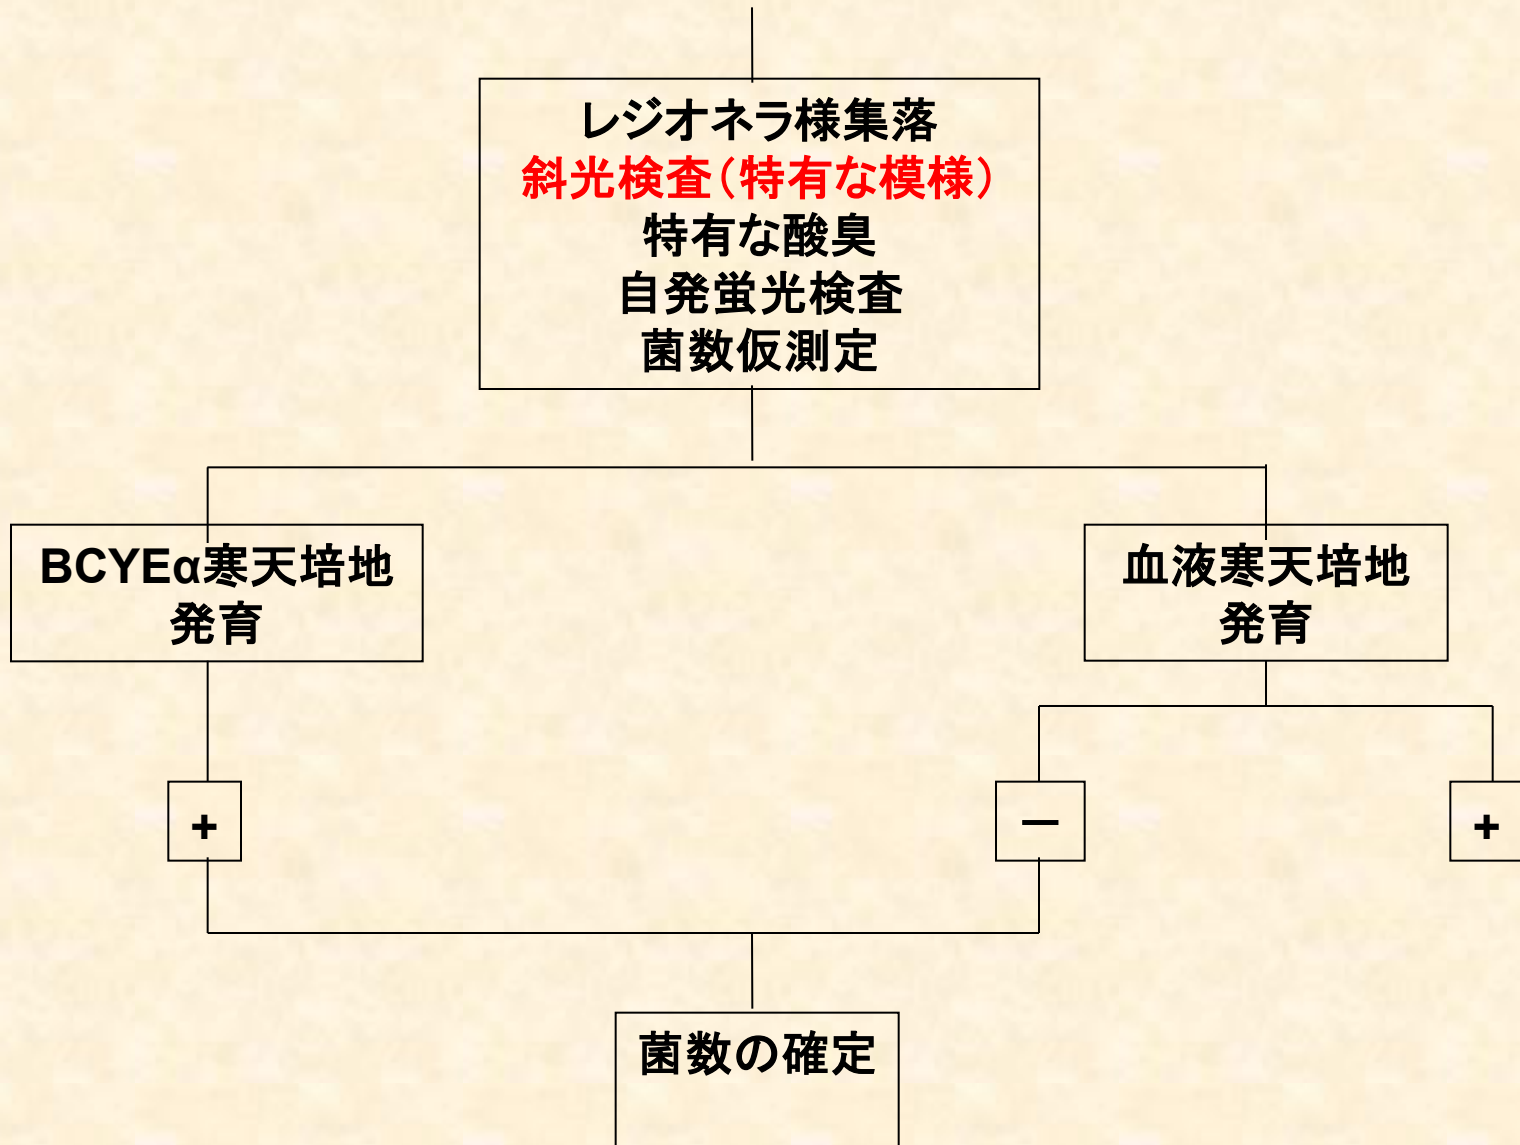 レジオネラ様集落
斜光検査(特有な模様)
特有な酸臭
自発蛍光検査
菌数仮測定
BCYEα寒天培地
発育
血液寒天培地
発育
+
－
+
菌数の確定